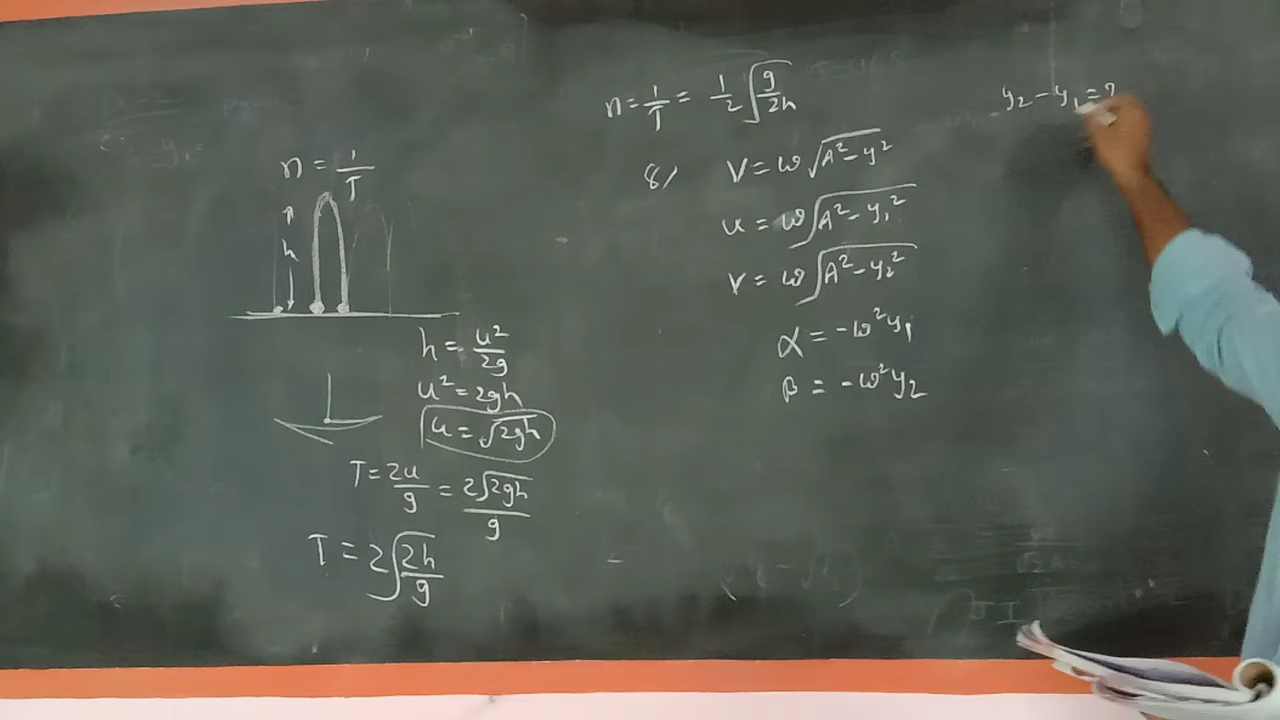 n = 1/T
h
h = u²/2g
u² = 2gh
u = √2gh
T = 2u/g = 2√2gh/g
T = 2√2h/g
n = 1/T = 1/2 √g/2h
8/ V = ω√A² - y²
u = ω√A² - y₁²
V = ω√A² - y₂²
α = -ω²y₁
β = -ω²y₂
y₂ - y₁ = ?